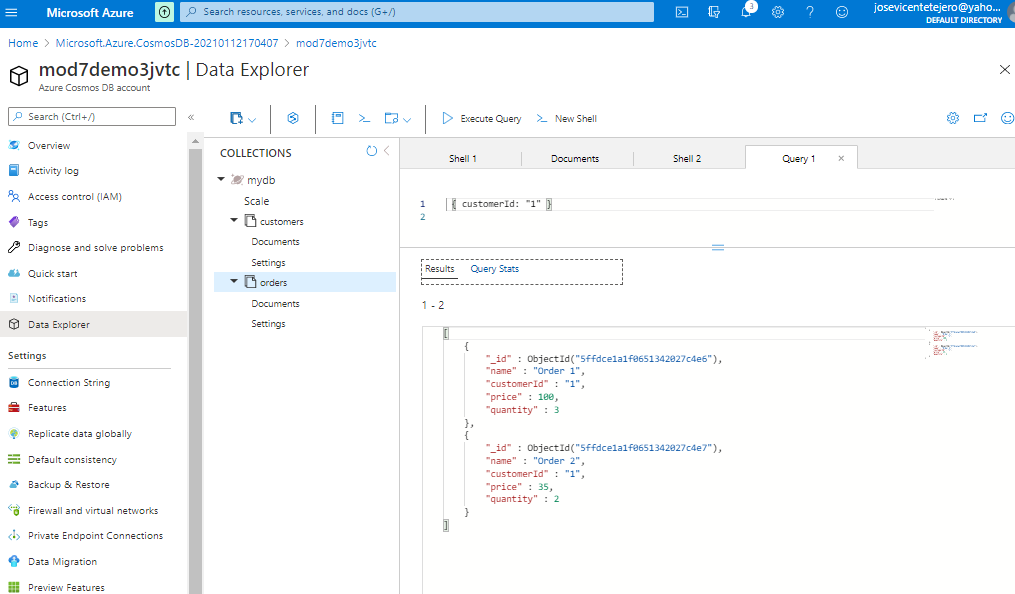 Microsoft Azure
Search resources, services, and docs (G+/)
3
josevicentetejero@yaho...
DEFAULT DIRECTORY
Home > Microsoft.Azure.CosmosDB-20210112170407 > mod7demo3jvtc
mod7demo3jvtc | Data Explorer
Azure Cosmos DB account
Search (Ctrl+/)
Overview
Activity log
Access control (IAM)
Tags
Diagnose and solve problems
Quick start
Notifications
Data Explorer
Settings
Connection String
Features
Replicate data globally
Default consistency
Backup & Restore
Firewall and virtual networks
Private Endpoint Connections
Data Migration
Preview Features
Execute Query
New Shell
COLLECTIONS
mydb
Scale
customers
Documents
Settings
orders
Documents
Settings
Shell 1
Documents
Shell 2
Query 1
1 { customerId: "1" }
2
Results
Query Stats
1 - 2
[
{
"_id" : ObjectId("5ffdce1a1f0651342027c4e6"),
"name" : "Order 1",
"customerId" : "1",
"price" : 100,
"quantity" : 3
},
{
"_id" : ObjectId("5ffdce1a1f0651342027c4e7"),
"name" : "Order 2",
"customerId" : "1",
"price" : 35,
"quantity" : 2
}
]